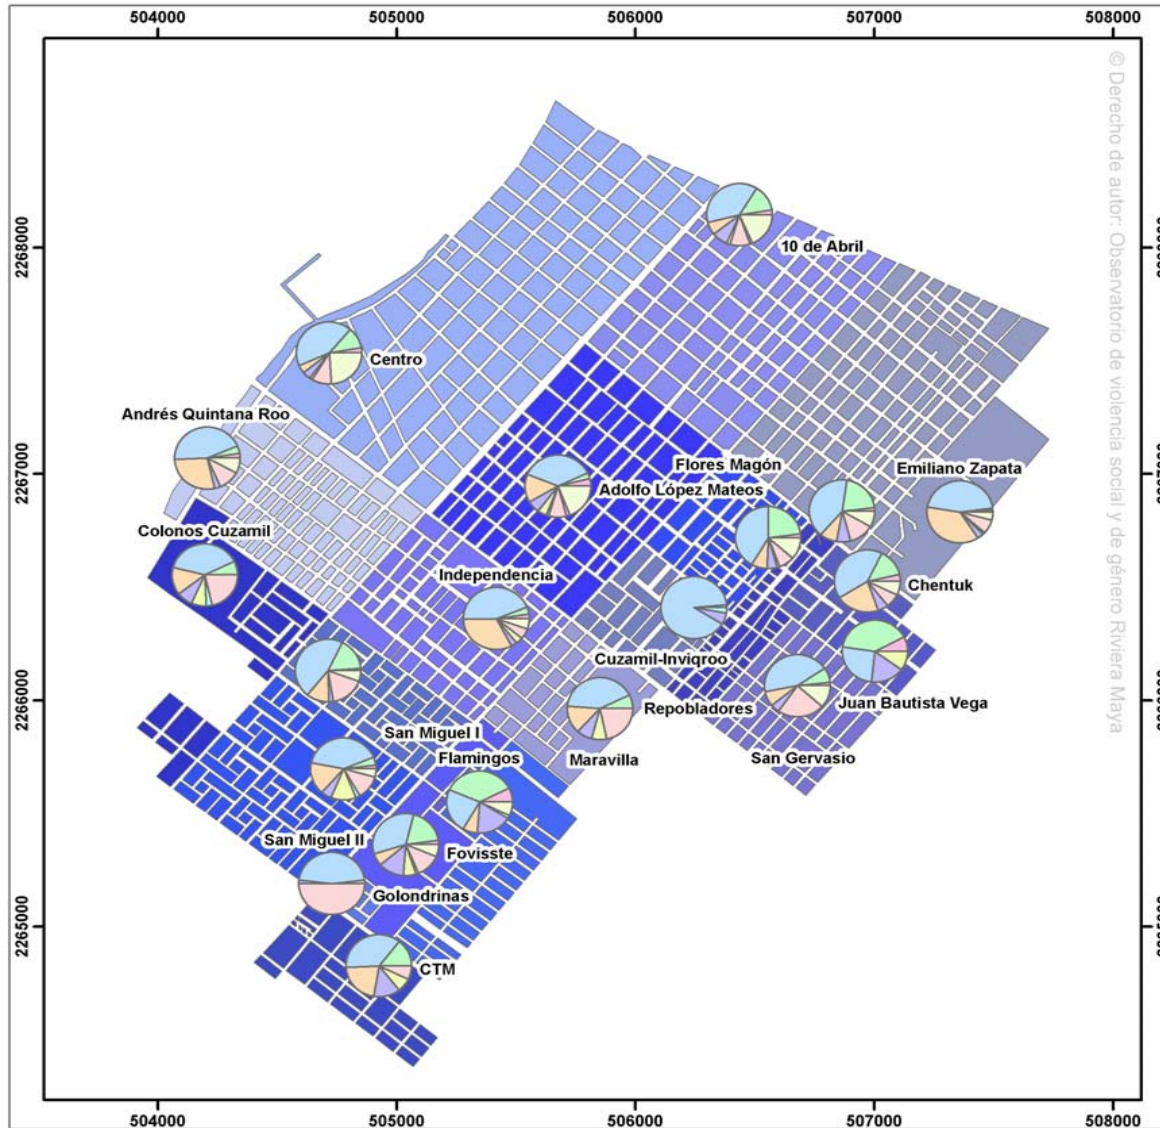 504000 505000 506000 507000 508000
© Derecho de autor: Observatorio de violencia social y de género Riviera Maya
2268000
10 de Abril
Centro
Andrés Quintana Roo
2267000
Flores Magón
Emiliano Zapata
Adolfo López Mateos
Colonos Cuzamil
Independencia
Chentuk
Cuzamil-Inviqroo
2266000
Repobladores
Juan Bautista Vega
San Miguel I
Flamingos
Maravilla
San Gervasio
San Miguel II
Fovisste
Golondrinas
2265000
CTM
504000 505000 506000 507000 508000